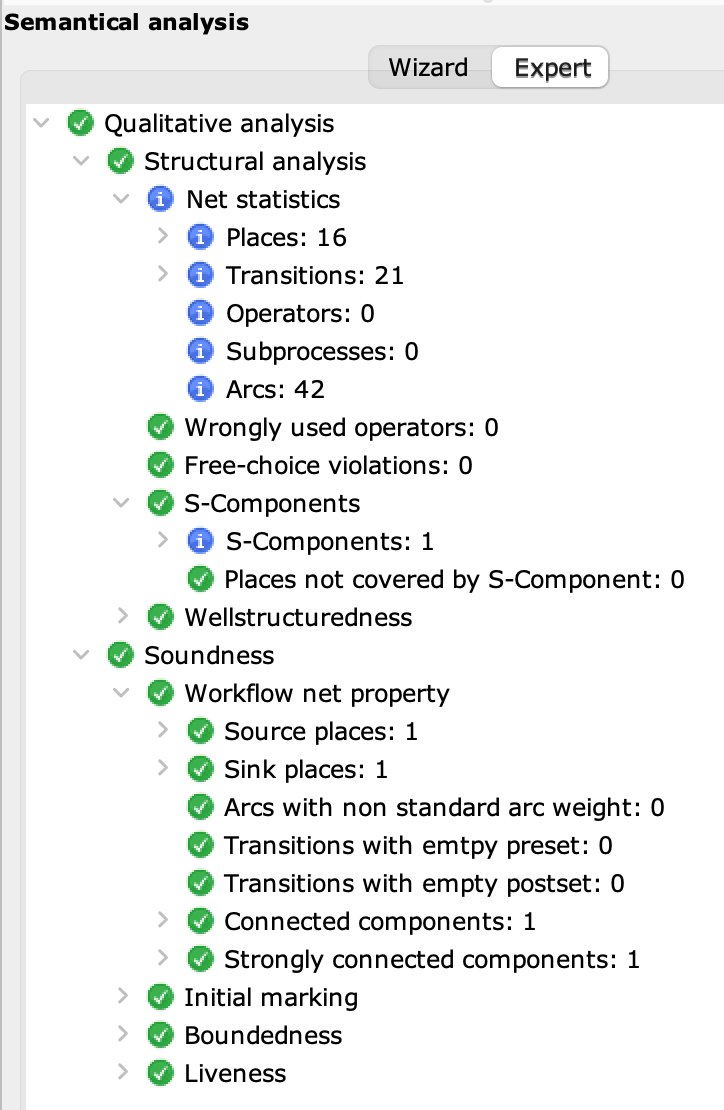 Semantical analysis
Wizard Expert
Qualitative analysis
Structural analysis
Net statistics
Places: 16
Transitions: 21
Operators: 0
Subprocesses: 0
Arcs: 42
Wrongly used operators: 0
Free-choice violations: 0
S-Components
S-Components: 1
Places not covered by S-Component: 0
Wellstructuredness
Soundness
Workflow net property
Source places: 1
Sink places: 1
Arcs with non standard arc weight: 0
Transitions with emtpy preset: 0
Transitions with empty postset: 0
Connected components: 1
Strongly connected components: 1
Initial marking
Boundedness
Liveness